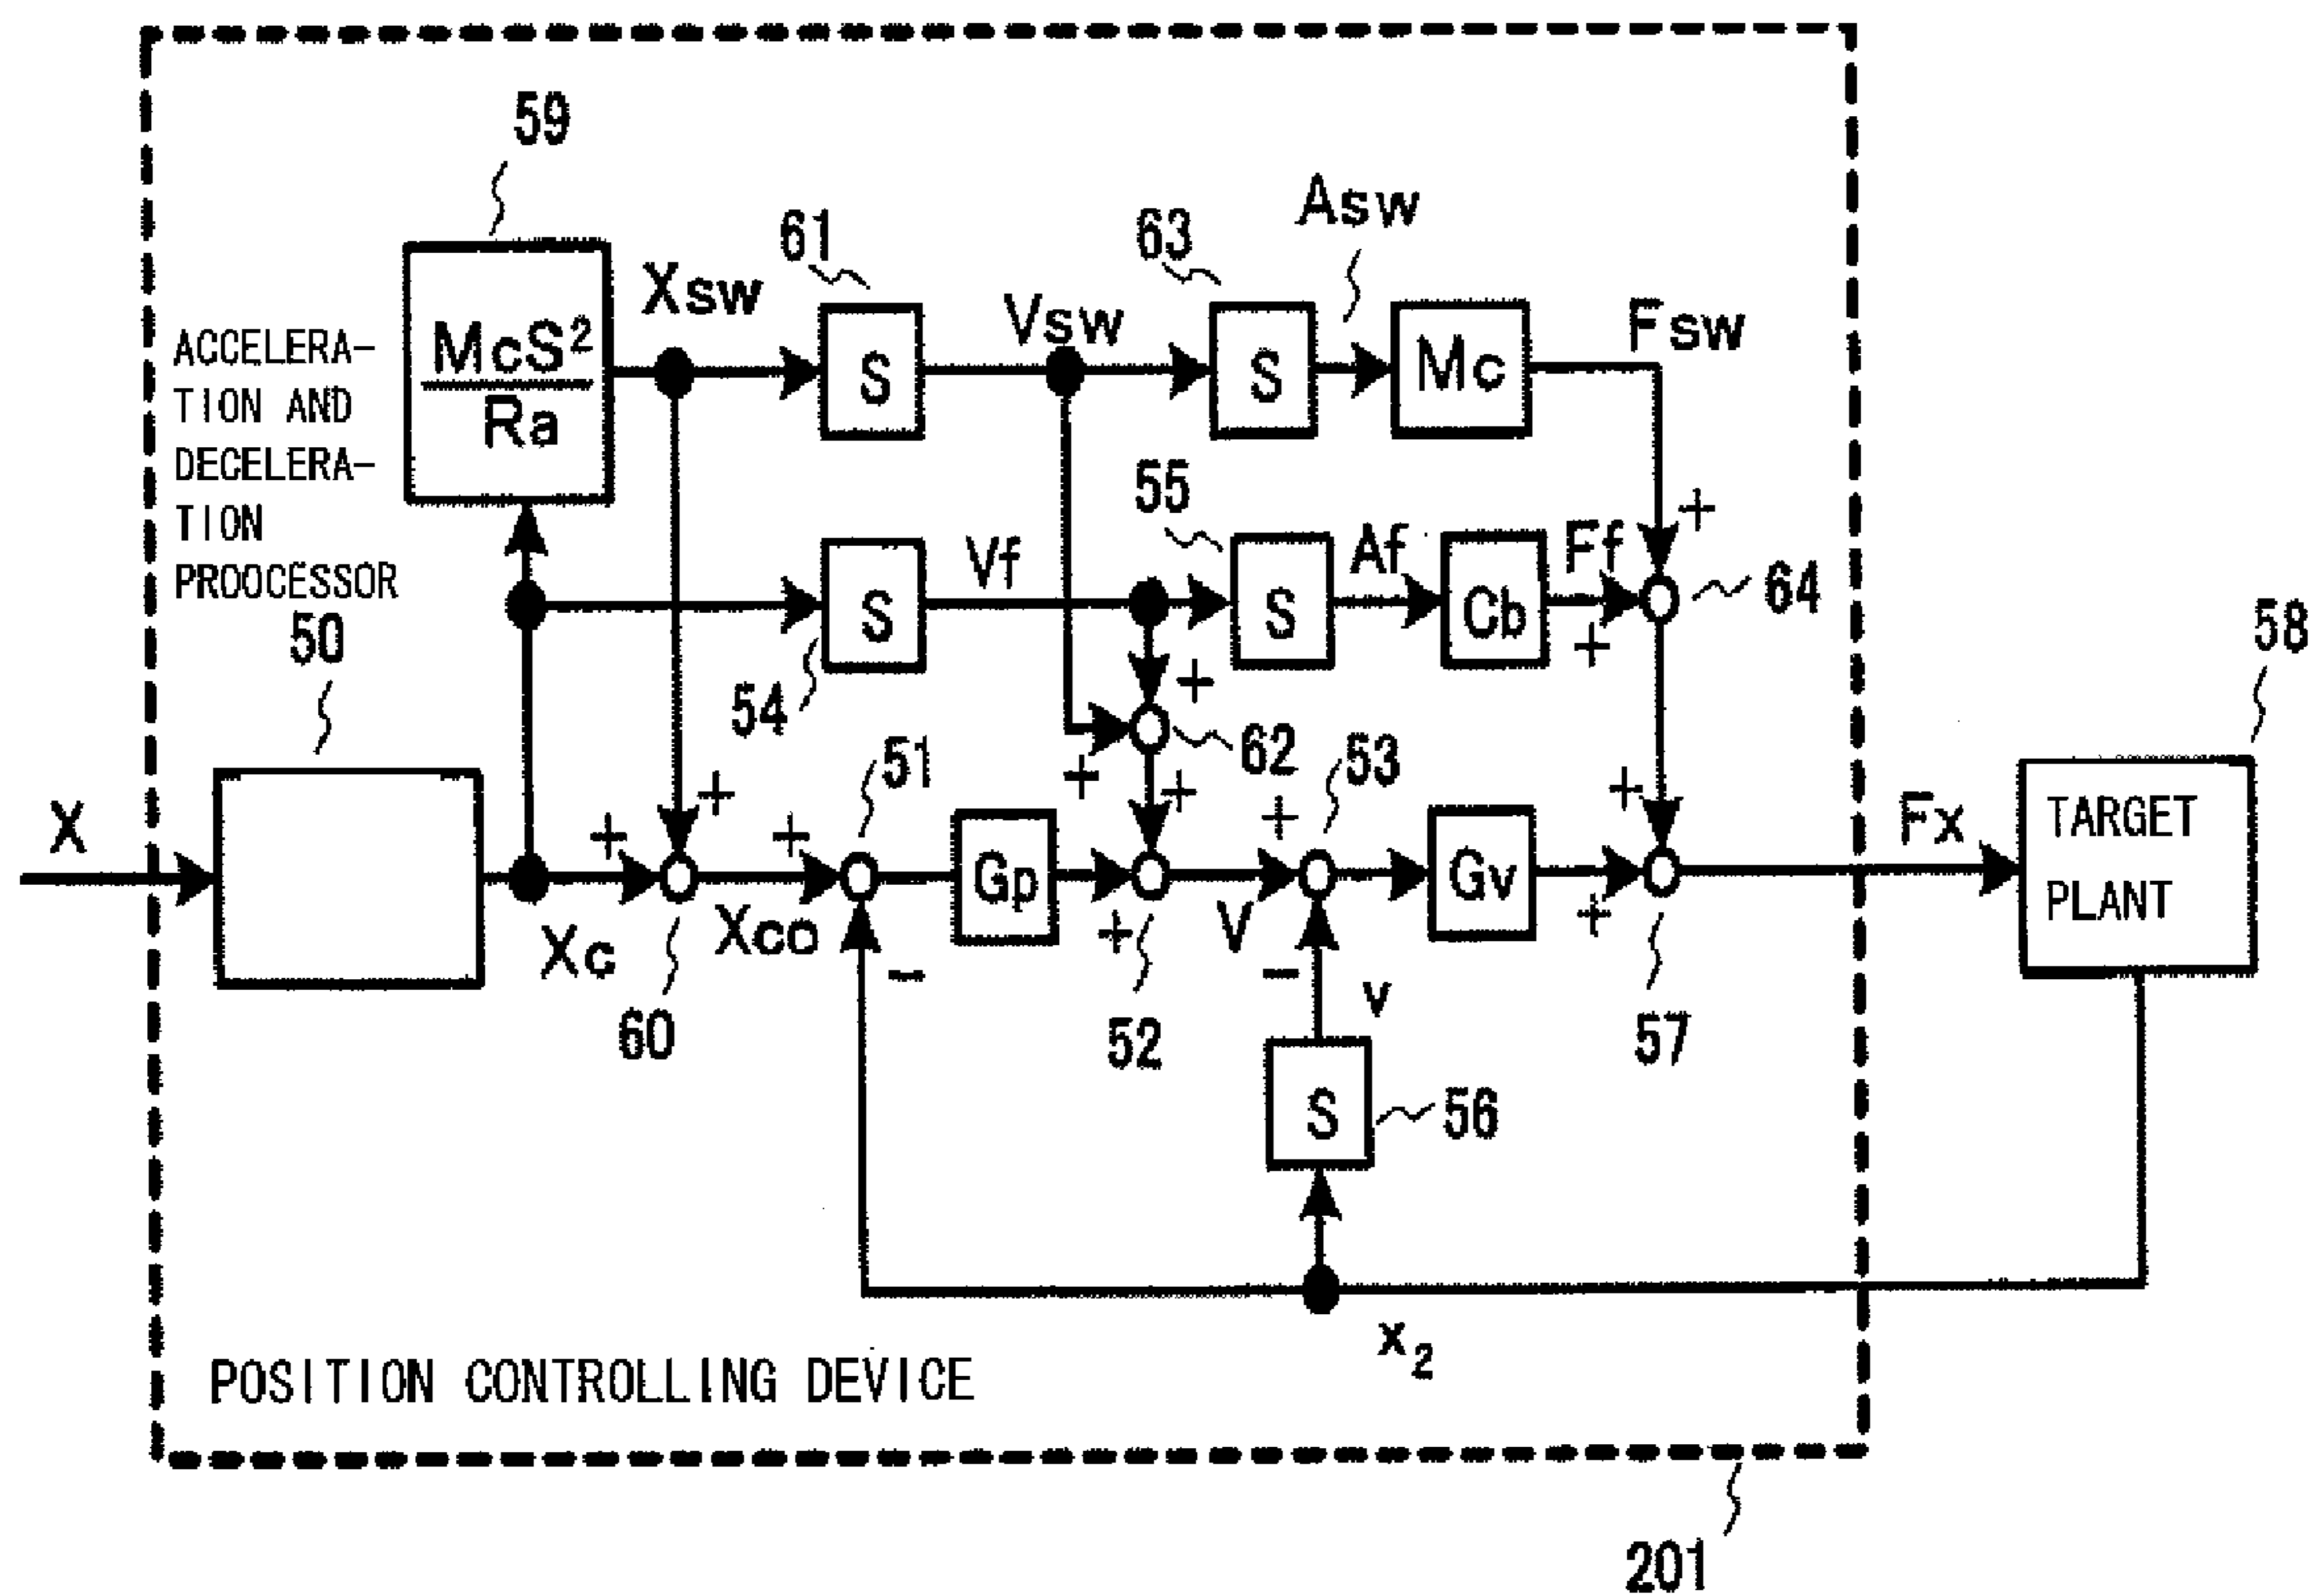 59
61
63
Asw
Xsw
Vsw
Fsw
McS²
Ra
S
S
Mc
ACCELERA-
TION AND
DECELERA-
TION
PROOCESSOR
50
55
+
Vf
Af
Ff
S
S
Cb
64
+
54
+
62
+
+
58
51
53
+
+
X
+
+
Gp
+
Gv
+
Fx
TARGET
PLANT
Xc
Xco
-
+
V
-
v
+
60
52
57
S
56
x₂
POSITION CONTROLLING DEVICE
201